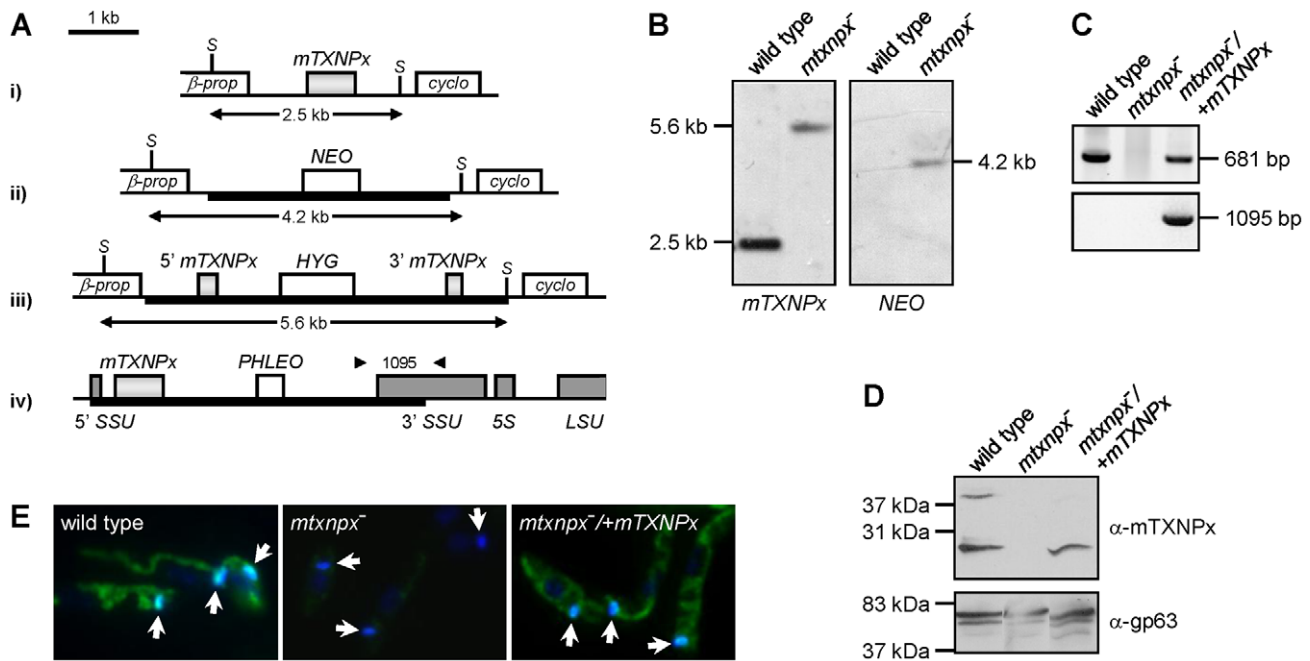 A
1 kb
i)
S
β-prop
mTXNPx
S
cyclo
2.5 kb
ii)
S
β-prop
NEO
S
cyclo
4.2 kb
iii)
S
β-prop
5' mTXNPx
HYG
3' mTXNPx
S
cyclo
5.6 kb
iv)
mTXNPx
PHLEO
1095
5' SSU
3' SSU
5S
LSU
B
wild type
mtxnpx⁻
wild type
mtxnpx⁻
5.6 kb
2.5 kb
4.2 kb
mTXNPx
NEO
C
wild type
mtxnpx⁻
mtxnpx⁻/
+mTXNPx
681 bp
1095 bp
D
wild type
mtxnpx⁻
mtxnpx⁻/
+mTXNPx
37 kDa
31 kDa
α-mTXNPx
83 kDa
37 kDa
α-gp63
E
wild type
mtxnpx⁻
mtxnpx⁻/+mTXNPx